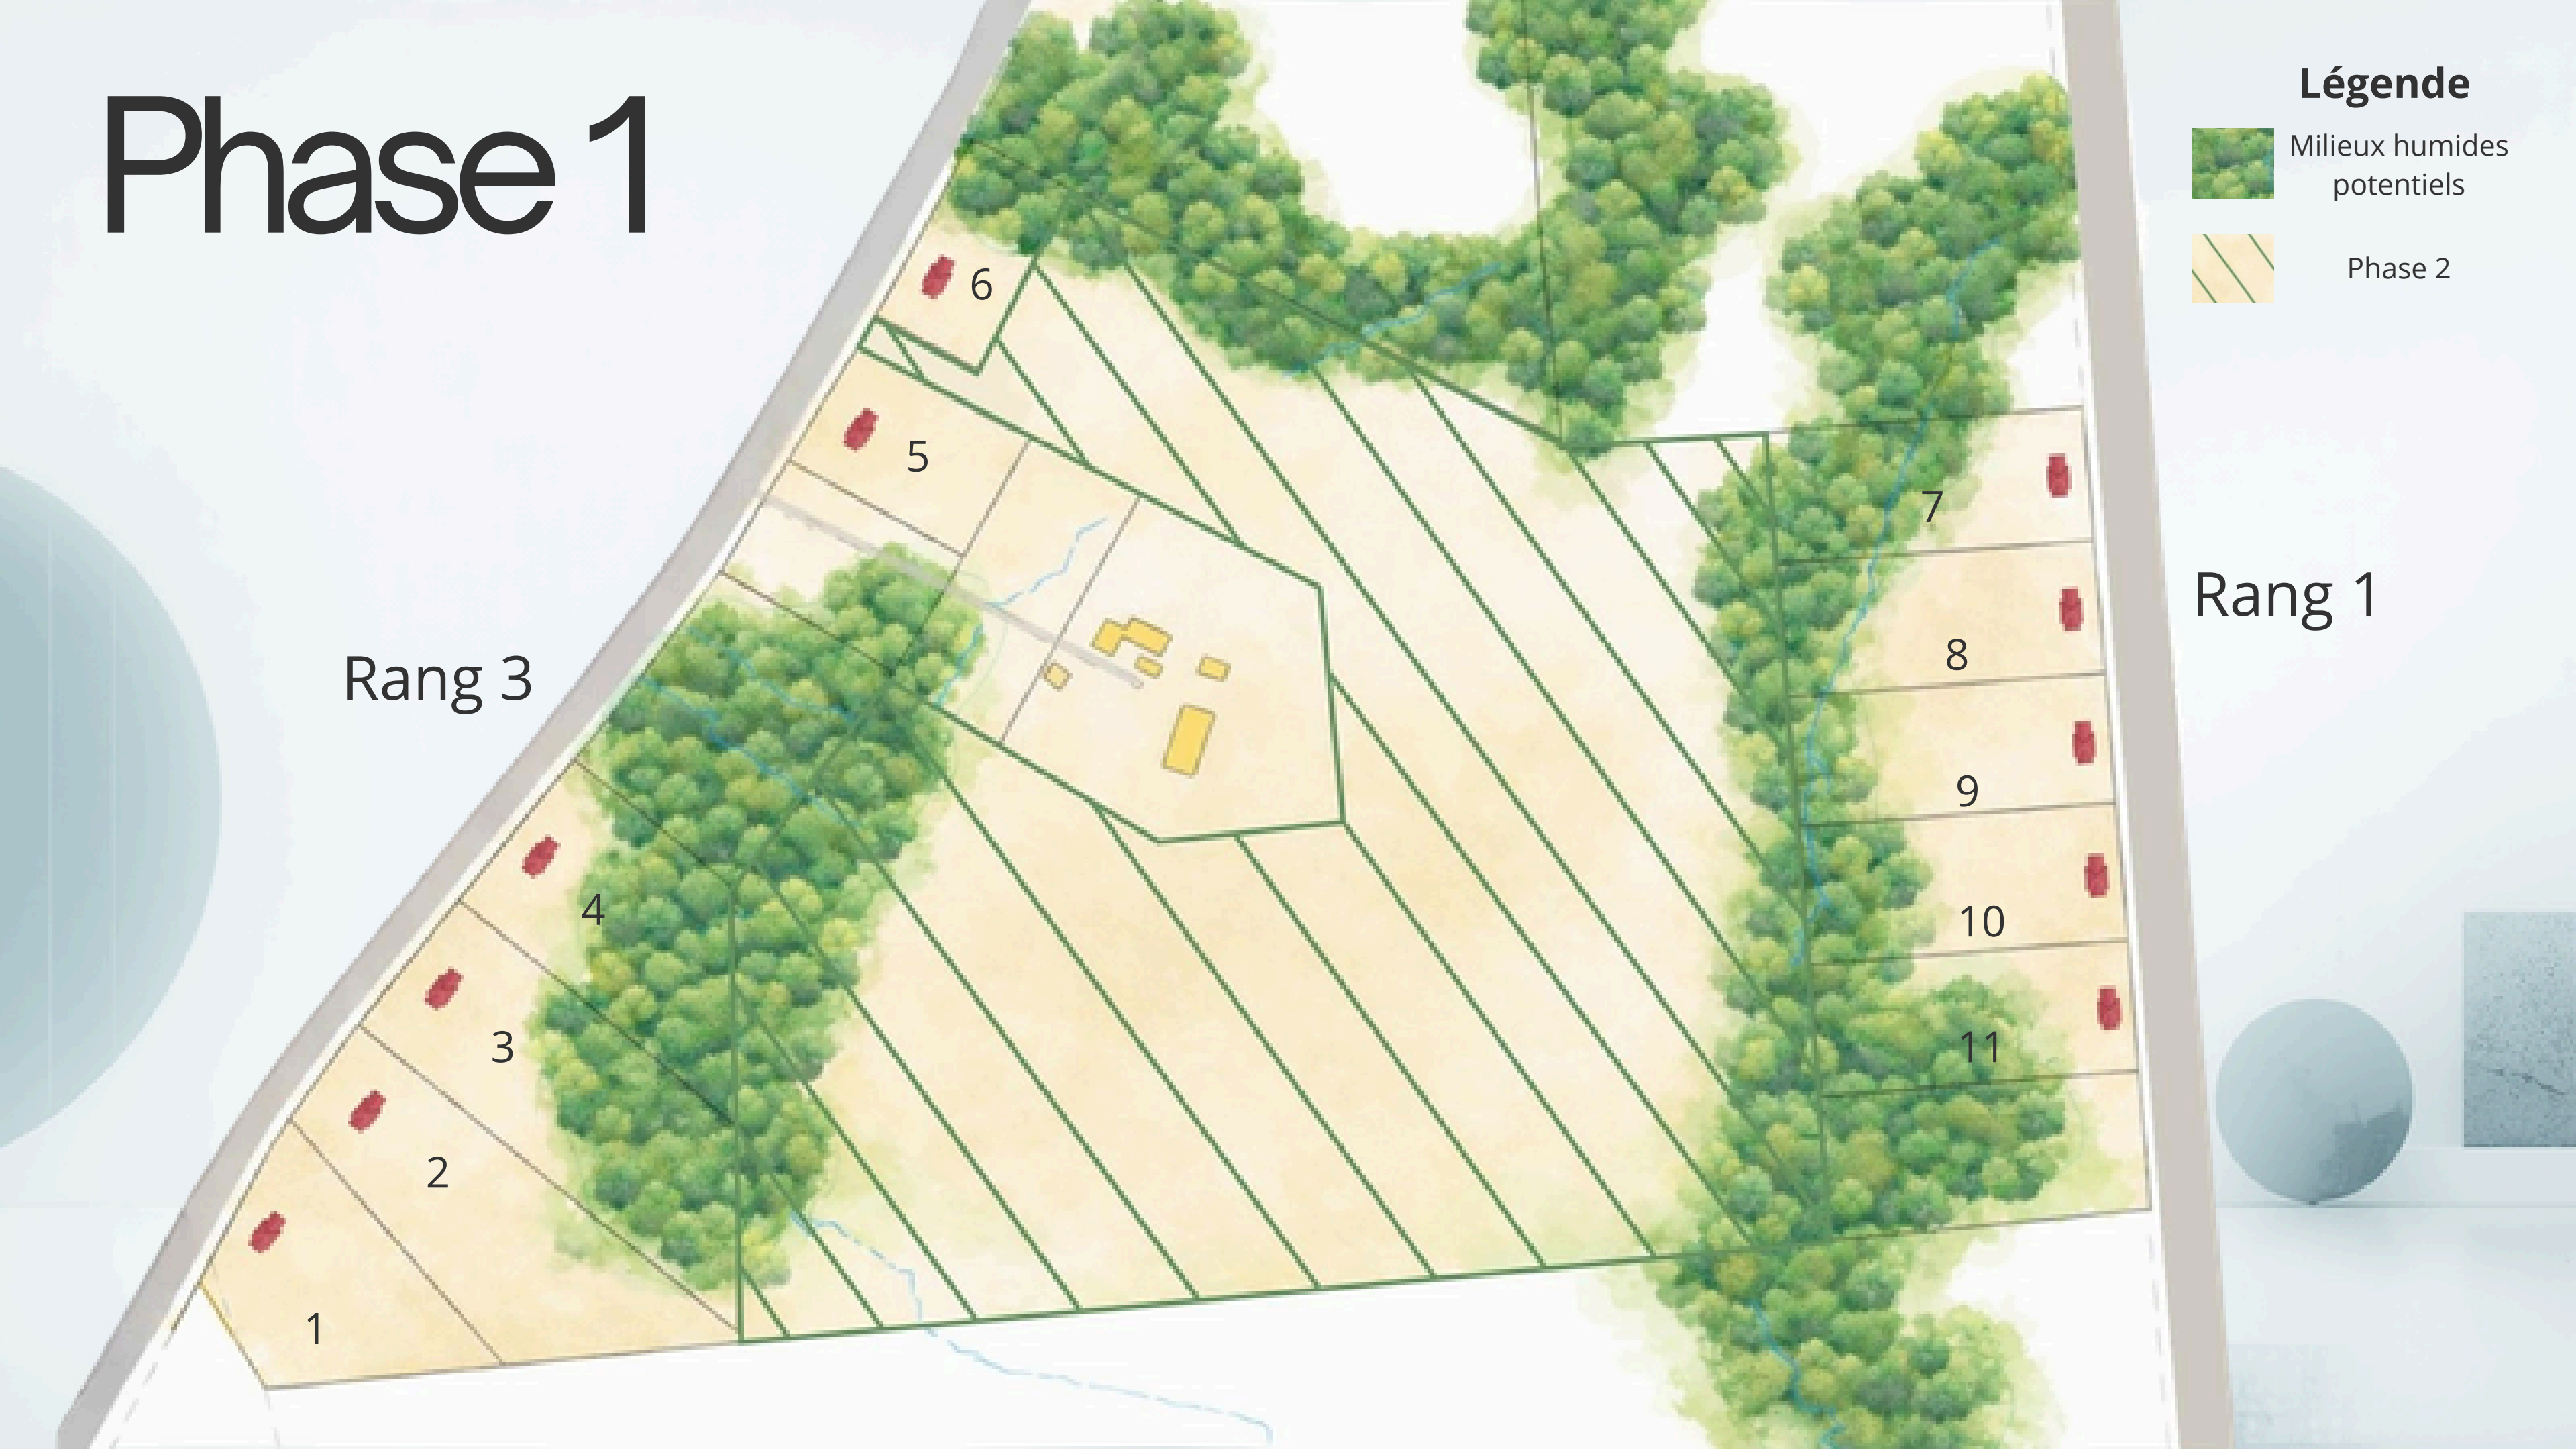 Phase 1
Légende
Milieux humides
potentiels
Phase 2
6
5
7
Rang 1
8
Rang 3
9
4
10
3
11
2
1